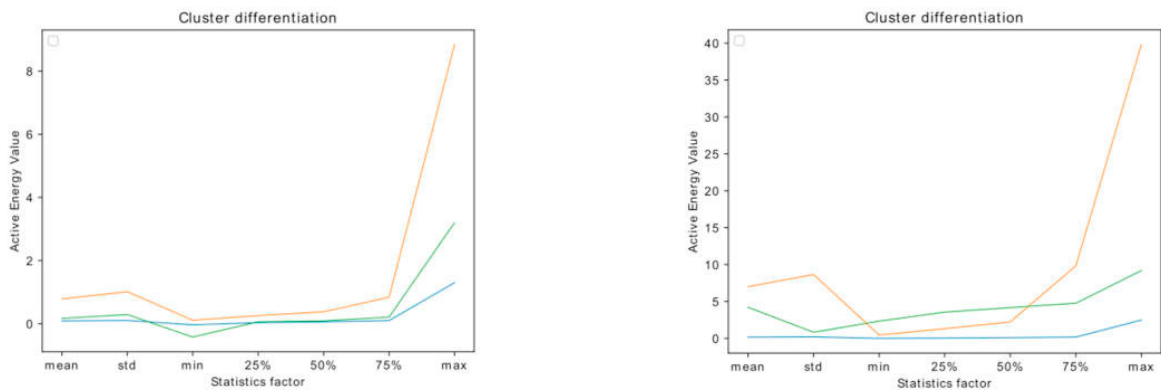 Cluster differentiation
8
6
4
2
0
Active Energy Value
mean std min 25% 50% 75% max
Statistics factor
Cluster differentiation
40
35
30
25
20
15
10
5
0
Active Energy Value
mean std min 25% 50% 75% max
Statistics factor